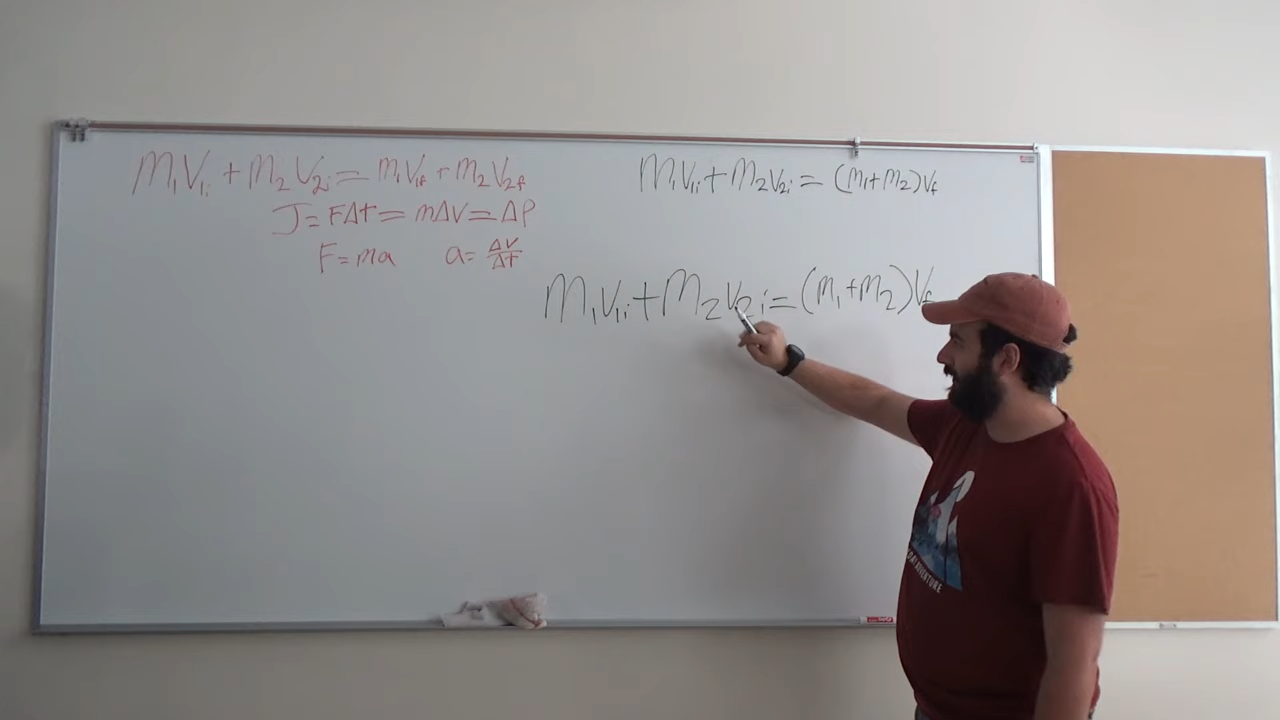 m₁v₁ᵢ + m₂v₂ᵢ = m₁v₁f + m₂v₂f
J = FΔt = mΔv = Δp
F = ma a = Δv/Δt
m₁v₁ᵢ + m₂v₂ᵢ = (m₁+m₂)vf
m₁v₁ᵢ + m₂v₂ᵢ = (m₁+m₂)vf
ADVENTURE